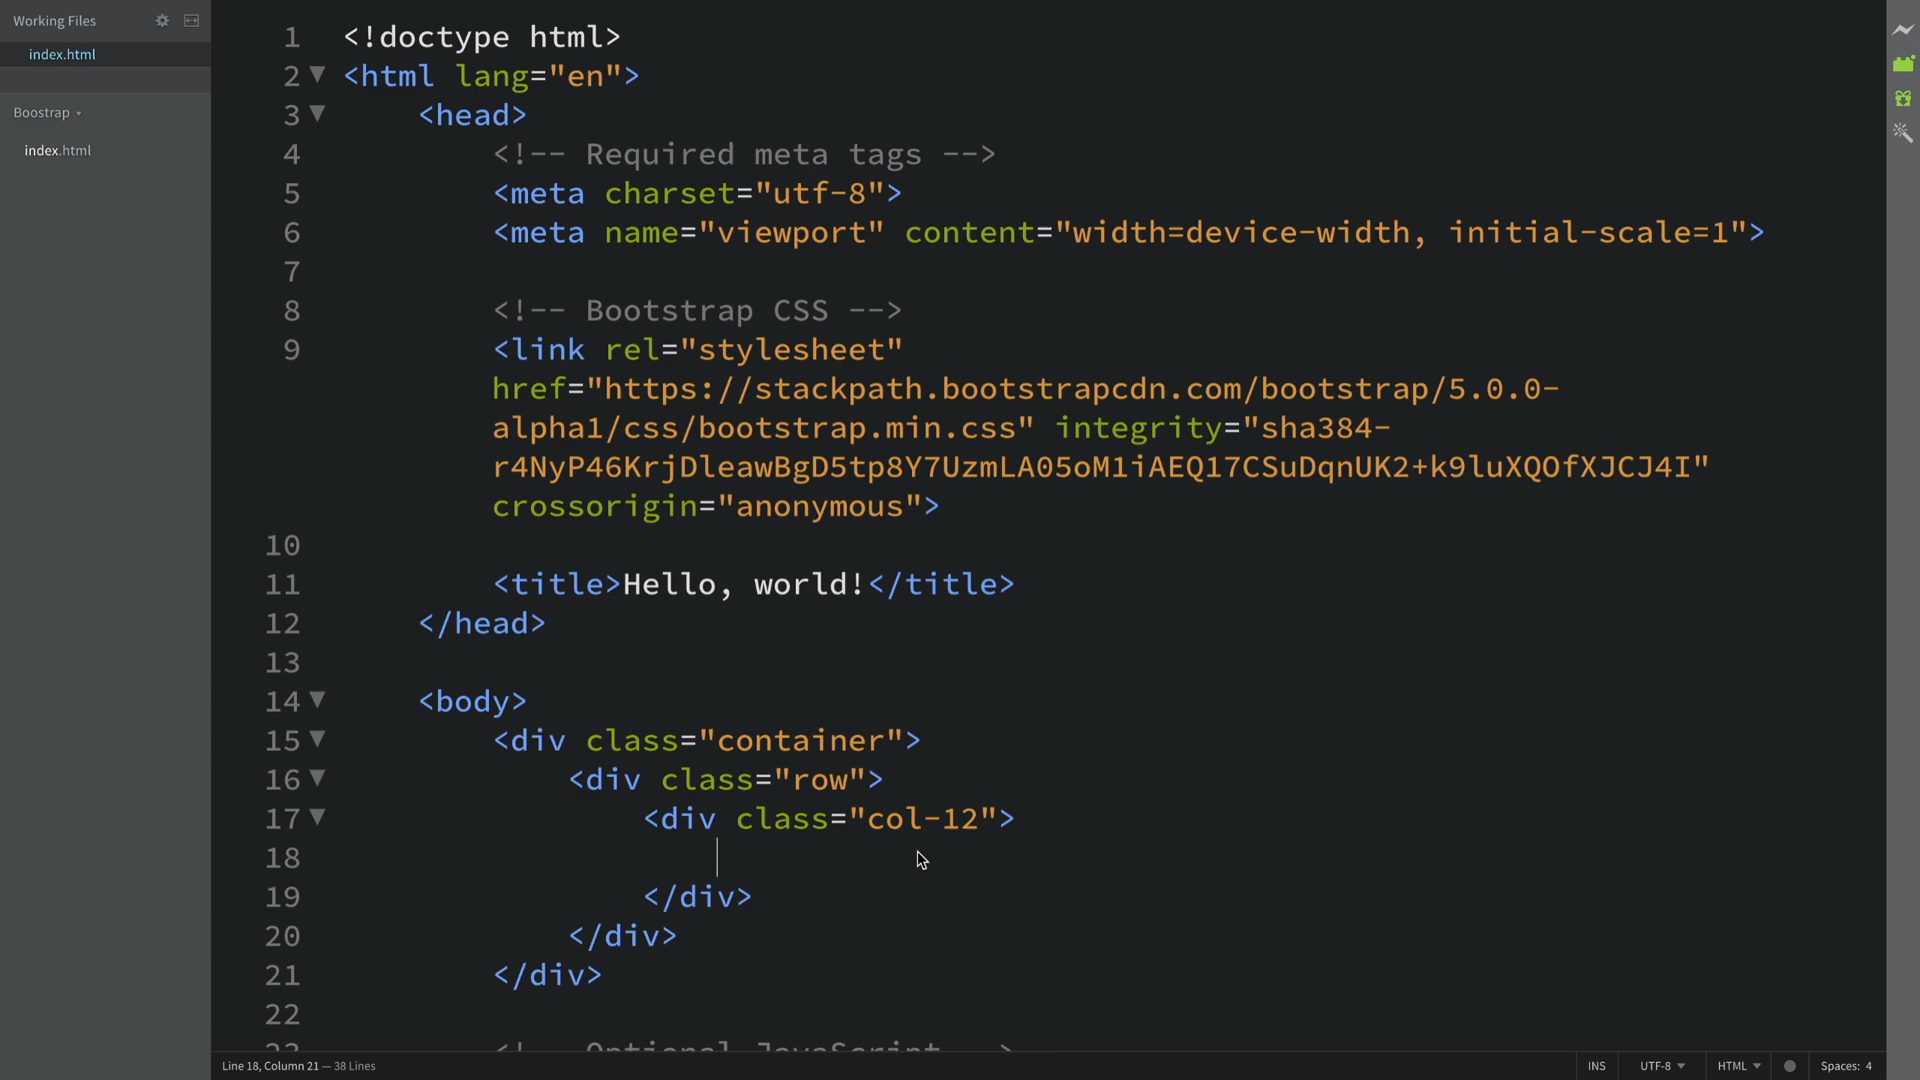 Working Files
index.html
Boostrap
index.html
1 <!doctype html>
2 <html lang="en">
3 <head>
4 <!-- Required meta tags -->
5 <meta charset="utf-8">
6 <meta name="viewport" content="width=device-width, initial-scale=1">
7
8 <!-- Bootstrap CSS -->
9 <link rel="stylesheet"
href="https://stackpath.bootstrapcdn.com/bootstrap/5.0.0-
alpha1/css/bootstrap.min.css" integrity="sha384-
r4NyP46KrjDleawBgD5tp8Y7UzmLA05oM1iAEQ17CSuDqnUK2+k9luXQOfXJCJ4I"
crossorigin="anonymous">
10
11 <title>Hello, world!</title>
12 </head>
13
14 <body>
15 <div class="container">
16 <div class="row">
17 <div class="col-12">
18
19 </div>
20 </div>
21 </div>
22
23 <!-- Optional JavaScript -->
Line 18, Column 21 — 38 Lines
INS UTF-8 HTML Spaces: 4